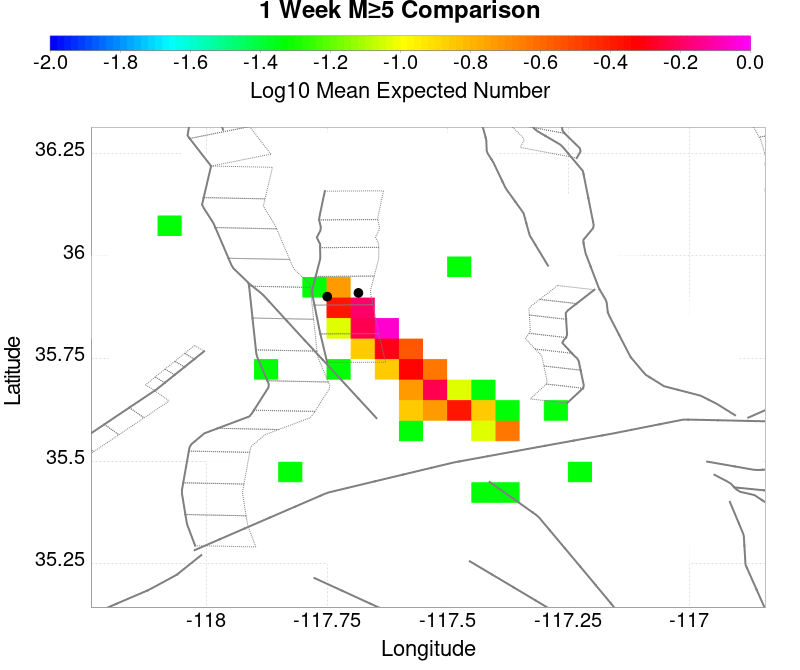 1 Week M≥5 Comparison
-2.0 -1.8 -1.6 -1.4 -1.2 -1.0 -0.8 -0.6 -0.4 -0.2 0.0
Log10 Mean Expected Number
36.25
36
35.75
35.5
35.25
Latitude
-118 -117.75 -117.5 -117.25 -117
Longitude